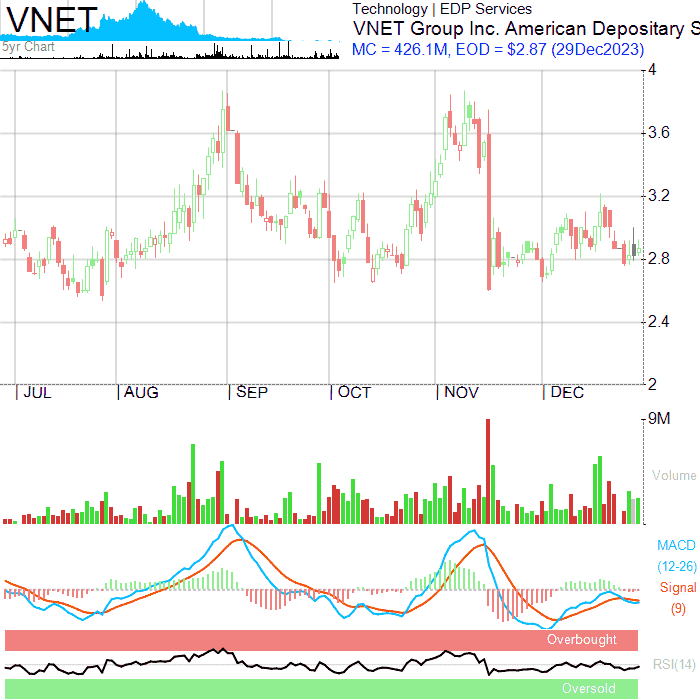 VNET
5yr Chart
Technology | EDP Services
VNET Group Inc. American Depositary S
MC = 426.1M, EOD = $2.87 (29Dec2023)
4
3.6
3.2
2.8
2.4
2
JUL AUG SEP OCT NOV DEC
9M
Volume
MACD
(12-26)
Signal
(9)
Overbought
RSI(14)
Oversold